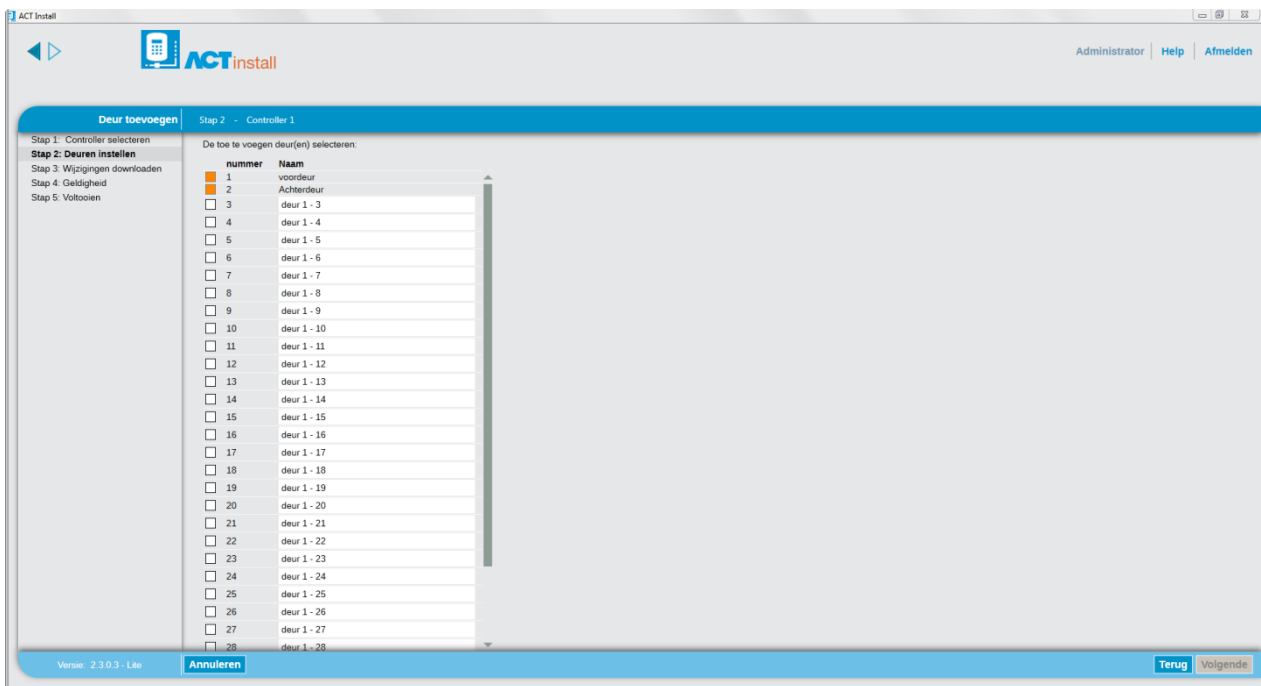 ACT Install
ACTinstall
Administrator Help Afmelden
Deur toevoegen Stap 2 - Controller 1
Stap 1: Controller selecteren
Stap 2: Deuren instellen
Stap 3: Wijzigingen downloaden
Stap 4: Geldigheid
Stap 5: Voltooien
De toe te voegen deur(en) selecteren:
nummer Naam
1 voordeur
2 Achterdeur
3 deur 1 - 3
4 deur 1 - 4
5 deur 1 - 5
6 deur 1 - 6
7 deur 1 - 7
8 deur 1 - 8
9 deur 1 - 9
10 deur 1 - 10
11 deur 1 - 11
12 deur 1 - 12
13 deur 1 - 13
14 deur 1 - 14
15 deur 1 - 15
16 deur 1 - 16
17 deur 1 - 17
18 deur 1 - 18
19 deur 1 - 19
20 deur 1 - 20
21 deur 1 - 21
22 deur 1 - 22
23 deur 1 - 23
24 deur 1 - 24
25 deur 1 - 25
26 deur 1 - 26
27 deur 1 - 27
28 deur 1 - 28
Versie: 2.3.0.3 - Lite Annuleren Terug Volgende